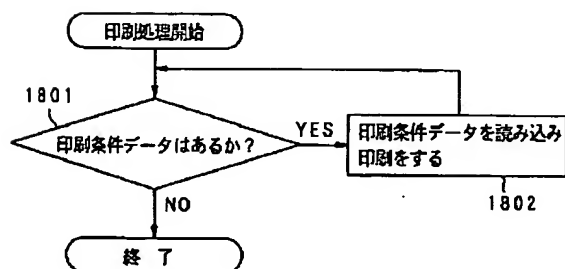 印刷処理開始
1801
印刷条件データはあるか？
YES
印刷条件データを読み込み
印刷をする
1802
NO
終 了